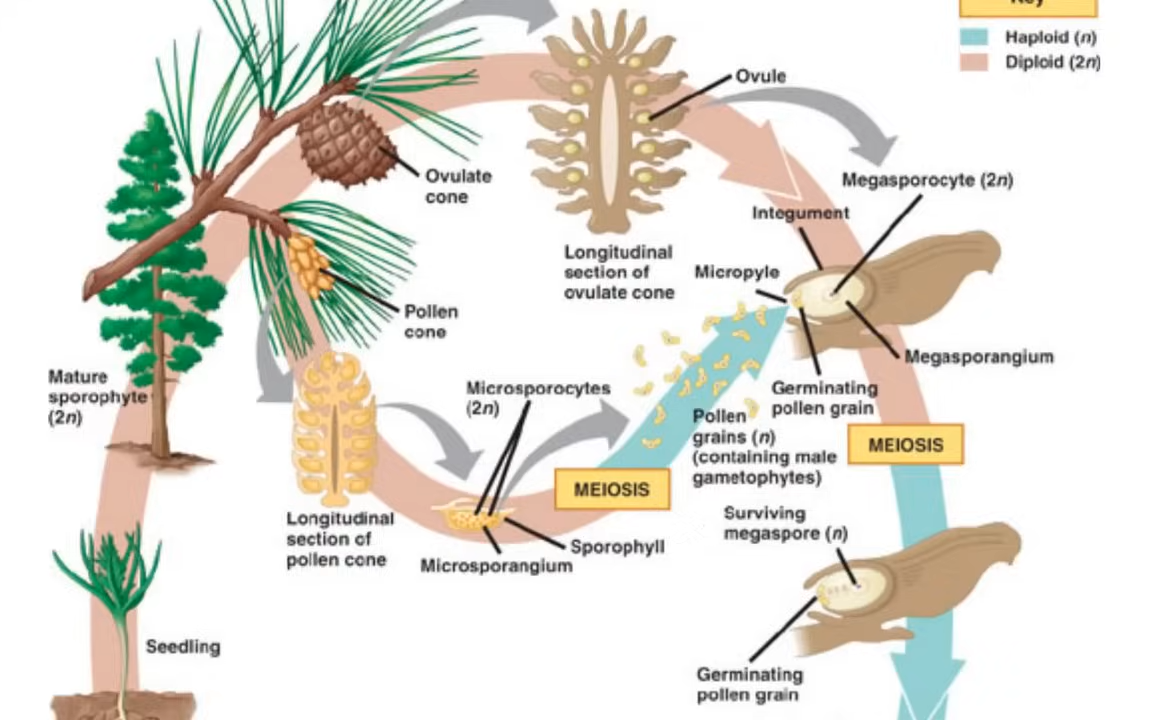 Key
Haploid (n)
Diploid (2n)
Ovule
Ovulate
cone
Megasporocyte (2n)
Integument
Longitudinal
section of
ovulate cone
Micropyle
Pollen
cone
Megasporangium
Mature
sporophyte
(2n)
Microsporocytes
(2n)
Germinating
pollen grain
Pollen
grains (n)
(containing male
gametophytes)
MEIOSIS
MEIOSIS
Longitudinal
section of
pollen cone
Surviving
megaspore (n)
Sporophyll
Microsporangium
Seedling
Germinating
pollen grain